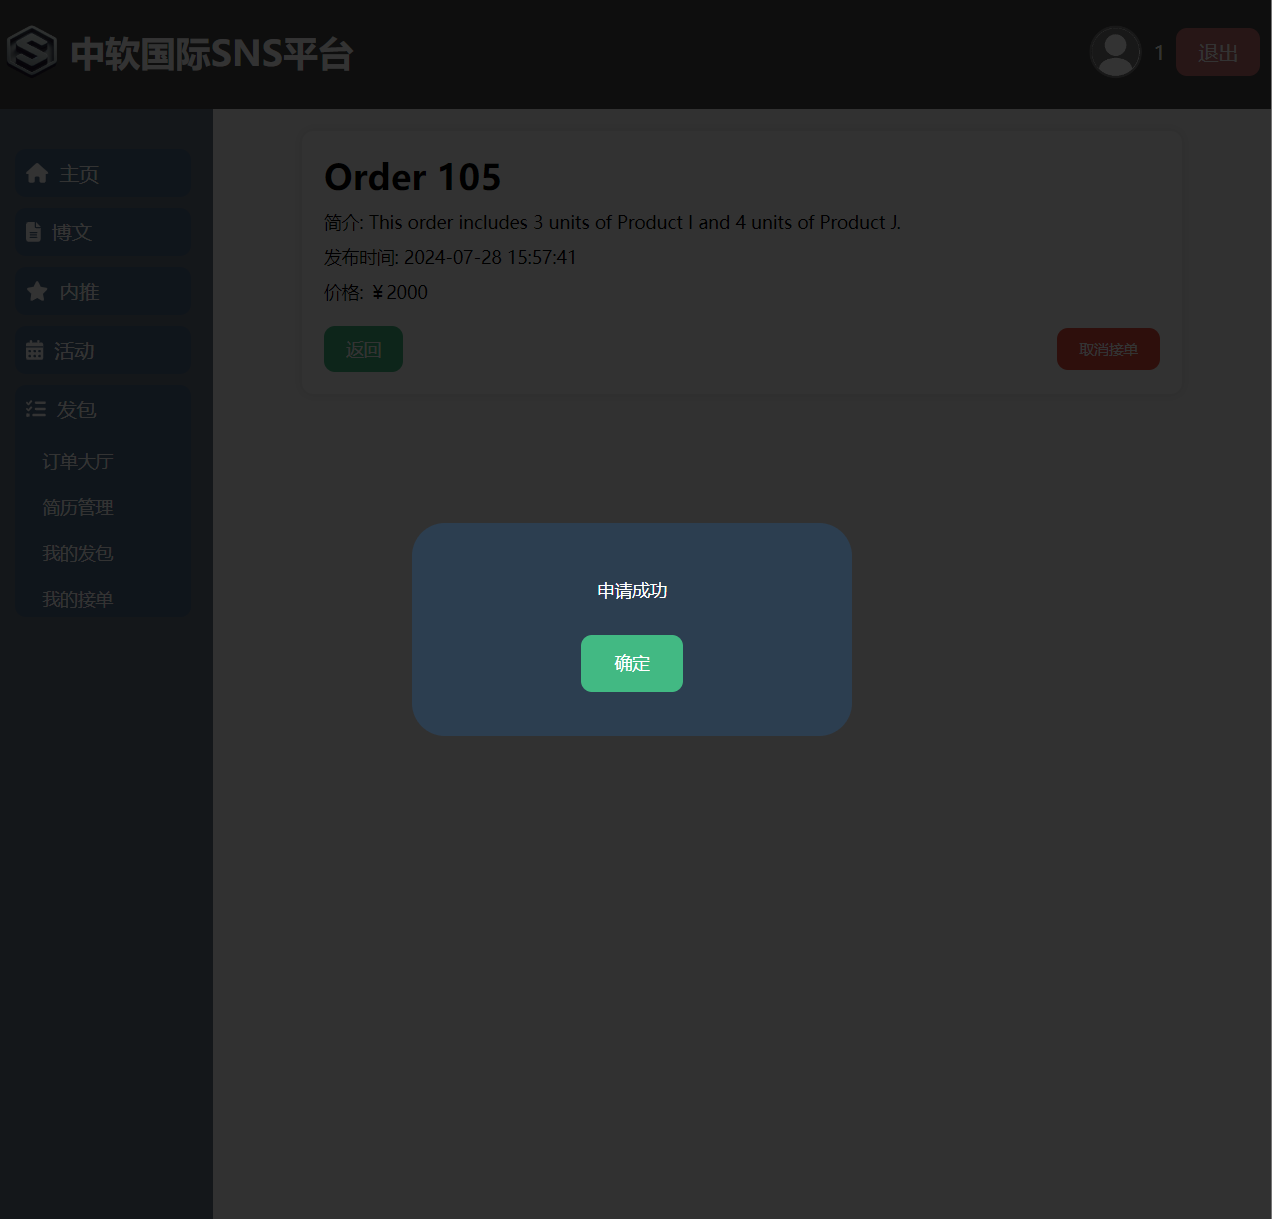 中软国际SNS平台
1
退出
主页
博文
内推
活动
发包
订单大厅
简历管理
我的发包
我的接单
Order 105
简介: This order includes 3 units of Product I and 4 units of Product J.
发布时间: 2024-07-28 15:57:41
价格: ￥2000
返回
取消接单
申请成功
确定